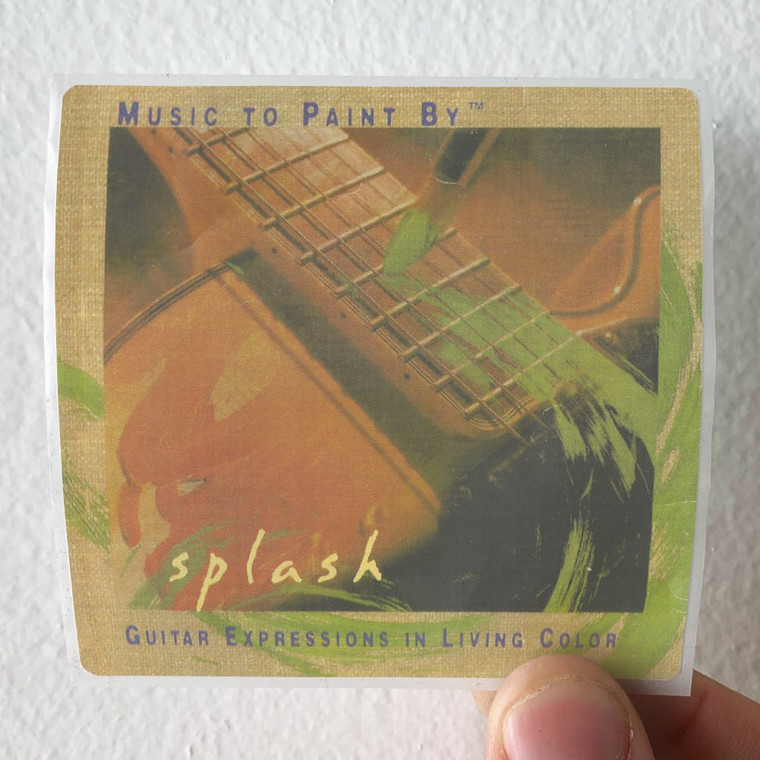 MUSIC TO PAINT BY™
splash
GUITAR EXPRESSIONS IN LIVING COLOR